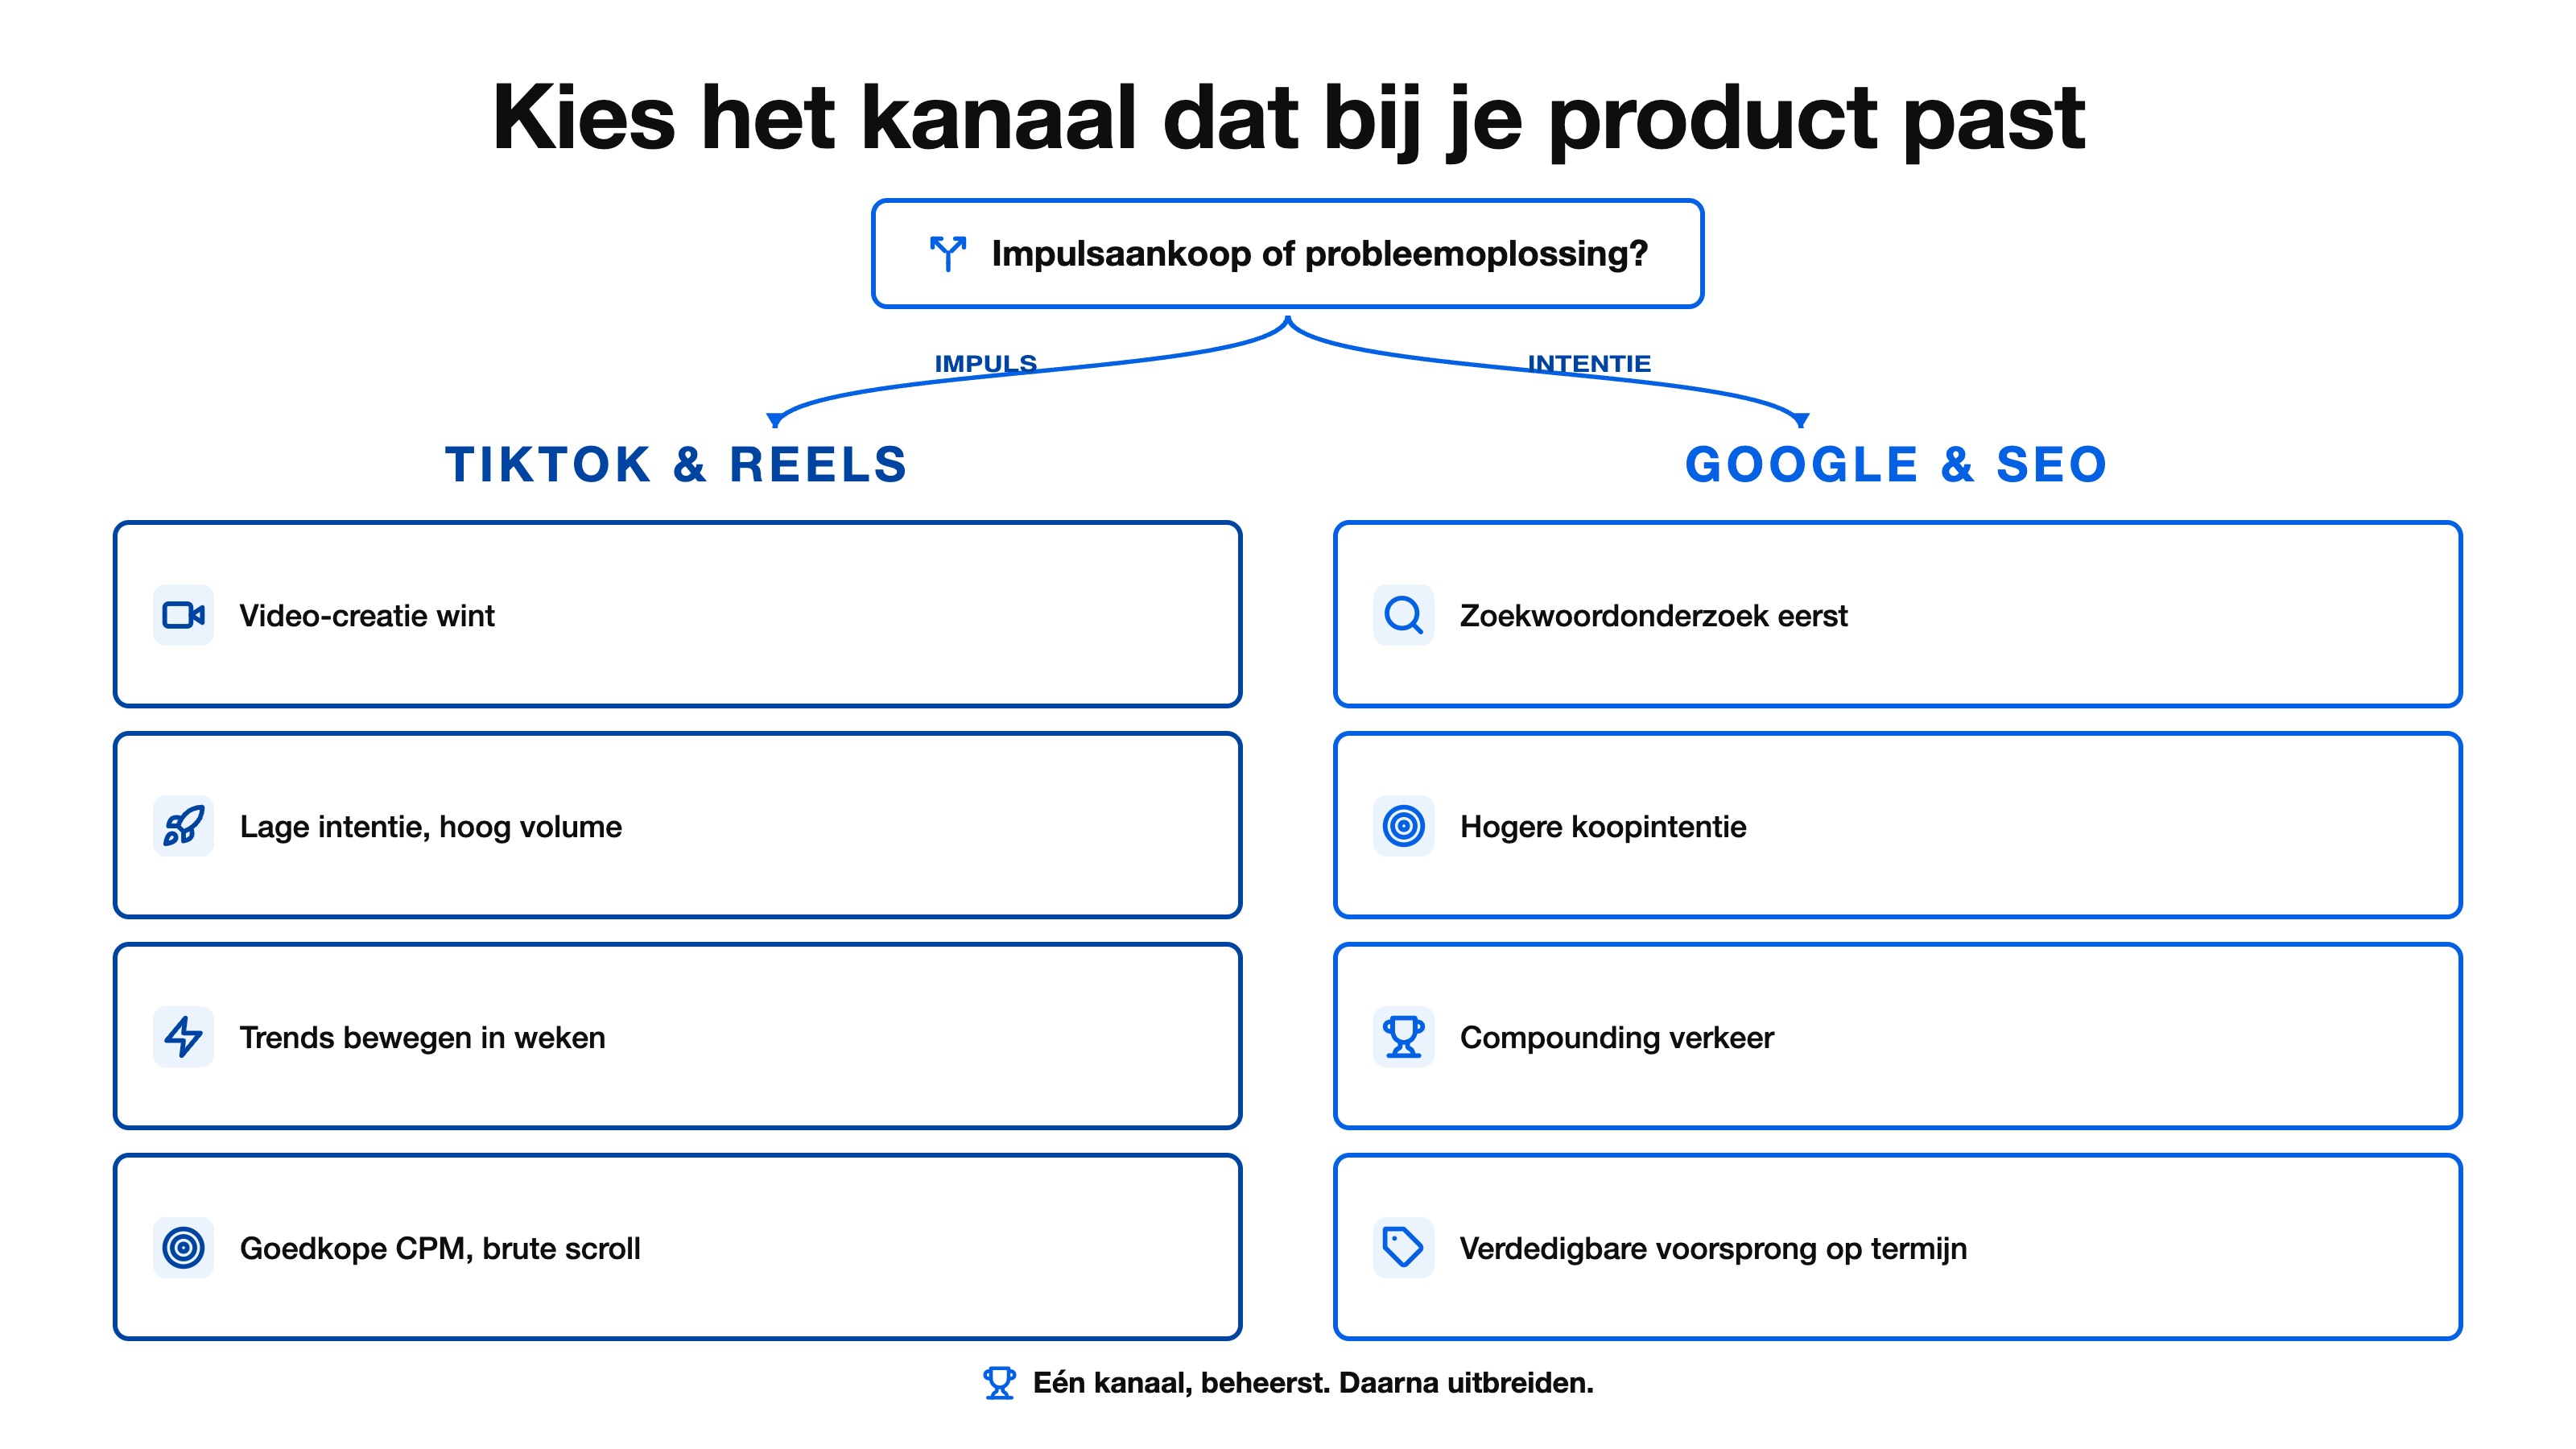 Kies het kanaal dat bij je product past
Impulsaankoop of probleemoplossing?
IMPULS
INTENTIE
TIKTOK & REELS
Video-creatie wint
Lage intentie, hoog volume
Trends bewegen in weken
Goedkope CPM, brute scroll
GOOGLE & SEO
Zoekwoordonderzoek eerst
Hogere koopintentie
Compounding verkeer
Verdedigbare voorsprong op termijn
Eén kanaal, beheerst. Daarna uitbreiden.